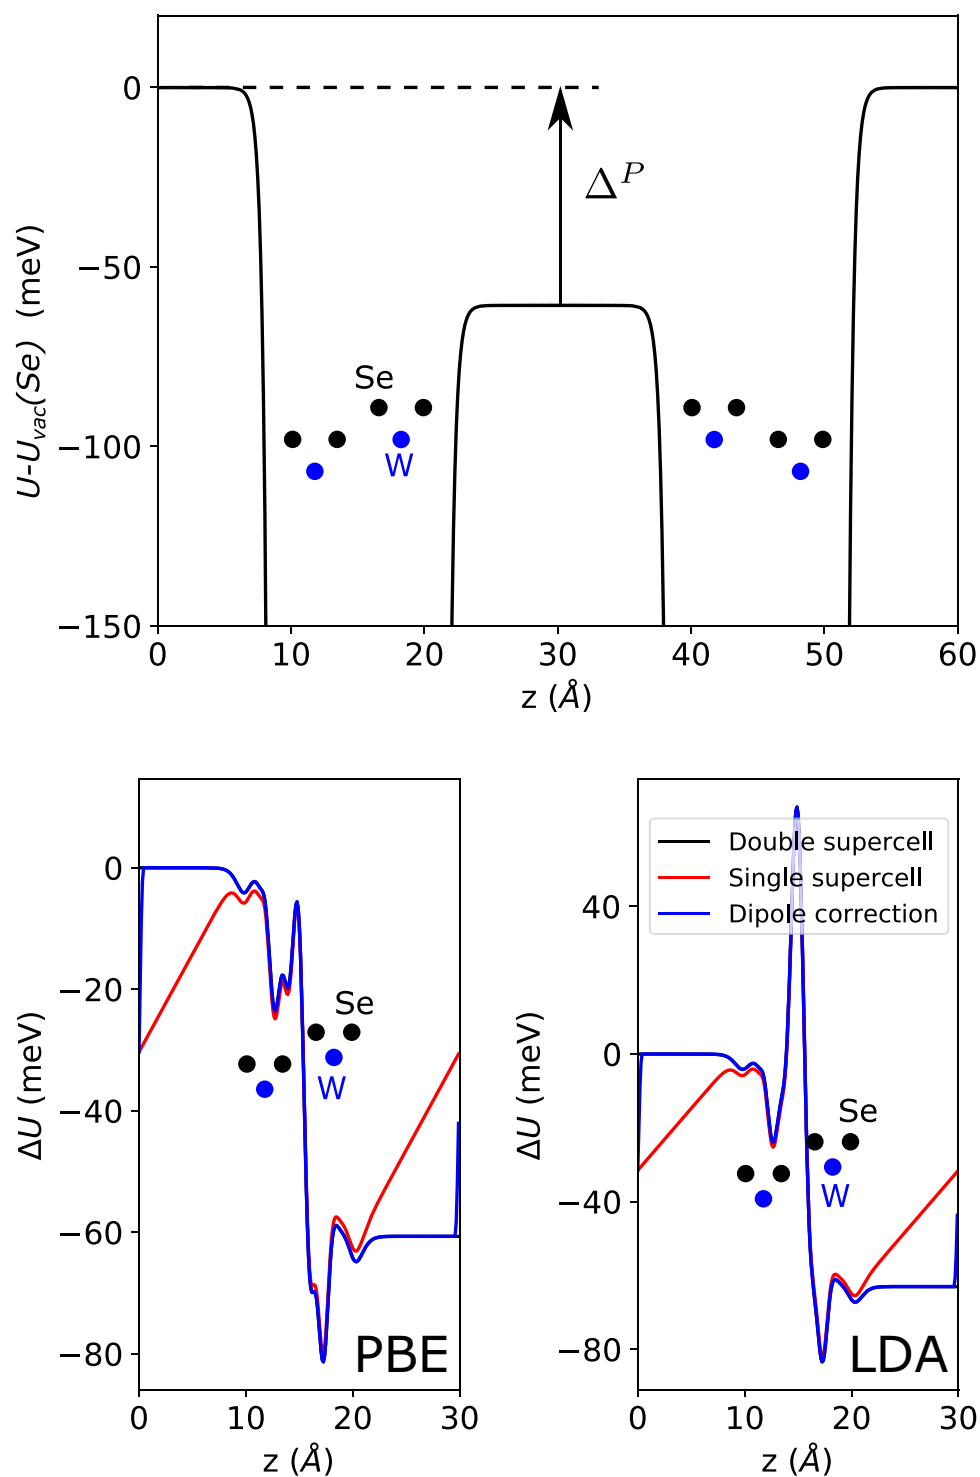 0
−50
−100
−150
U-Uvac(Se) (meV)
Δ^P
Se
W
0 10 20 30 40 50 60
z (Å)
0
−20
−40
−60
−80
ΔU (meV)
Se
W
PBE
0 10 20 30
z (Å)
40
0
−40
−80
ΔU (meV)
Double supercell
Single supercell
Dipole correction
Se
W
LDA
0 10 20 30
z (Å)